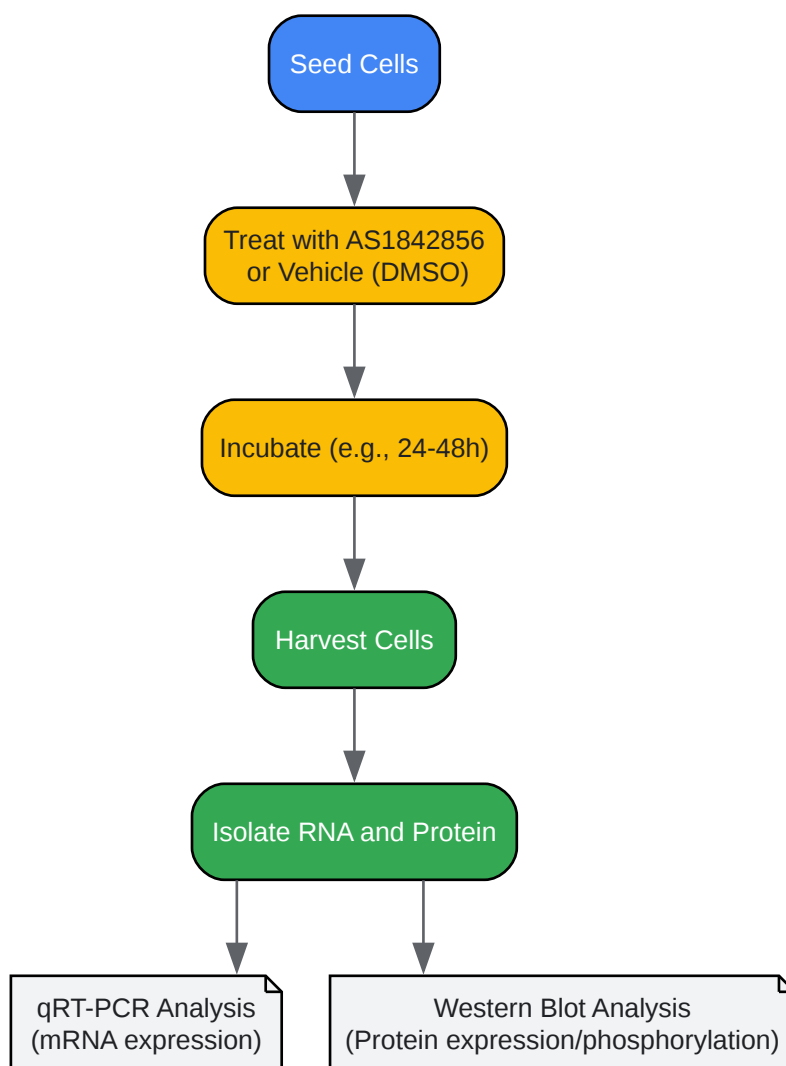 Seed Cells
Treat with AS1842856
or Vehicle (DMSO)
Incubate (e.g., 24-48h)
Harvest Cells
Isolate RNA and Protein
qRT-PCR Analysis
(mRNA expression)
Western Blot Analysis
(Protein expression/phosphorylation)